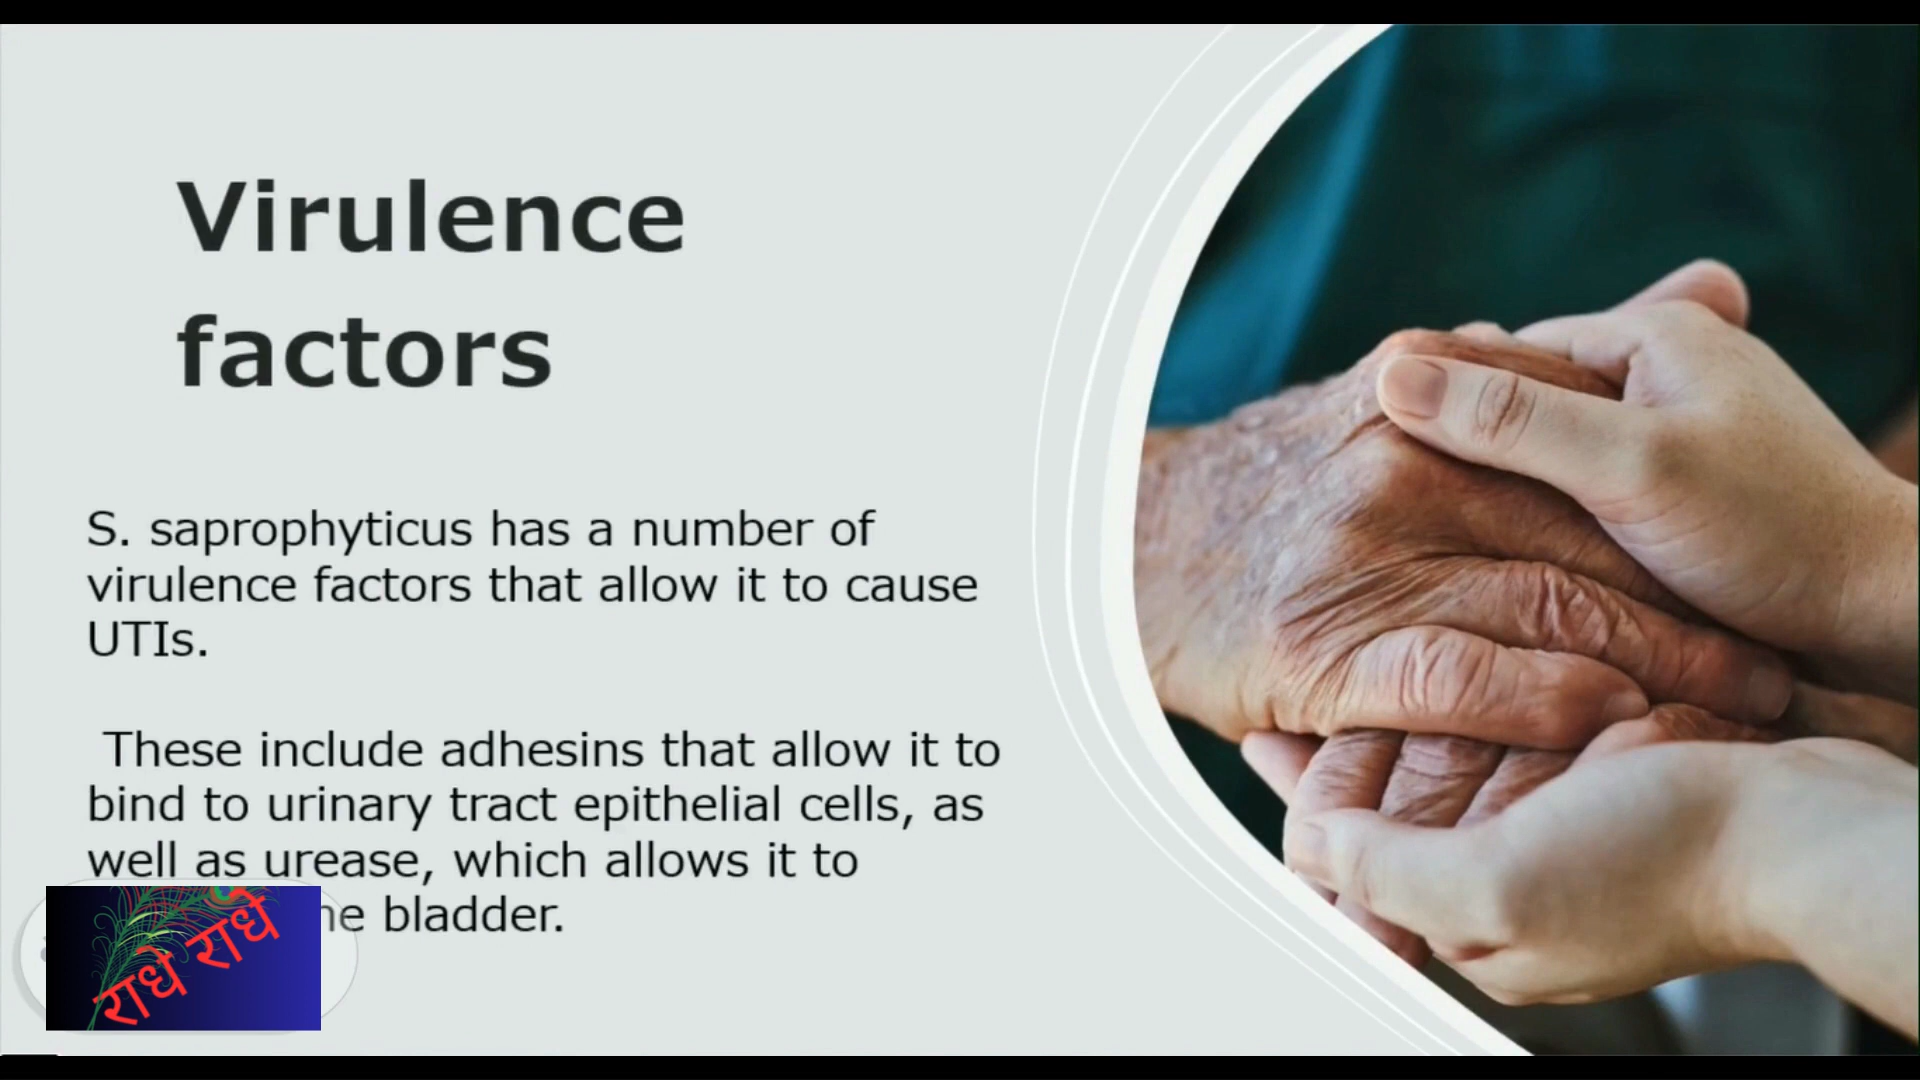 Virulence
factors
S. saprophyticus has a number of
virulence factors that allow it to cause
UTIs.
These include adhesins that allow it to
bind to urinary tract epithelial cells, as
well as urease, which allows it to
bladder.
राधे राधे